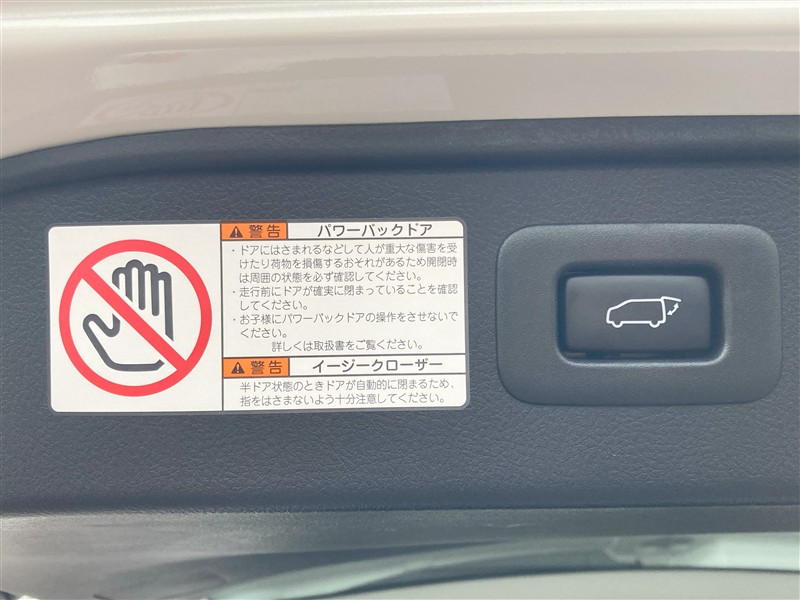 警告 パワーバックドア
・ドアにはさまれるなどして人が重大な傷害を受
けたり荷物を損傷するおそれがあるため開閉時
は周囲の状態を必ず確認してください。
・走行前にドアが確実に閉まっていることを確認
してください。
・お子様にパワーバックドアの操作をさせないで
ください。
詳しくは取扱書をご覧ください。
警告 イージークローザー
半ドア状態のときドアが自動的に閉まるため、
指をはさまないよう十分注意してください。